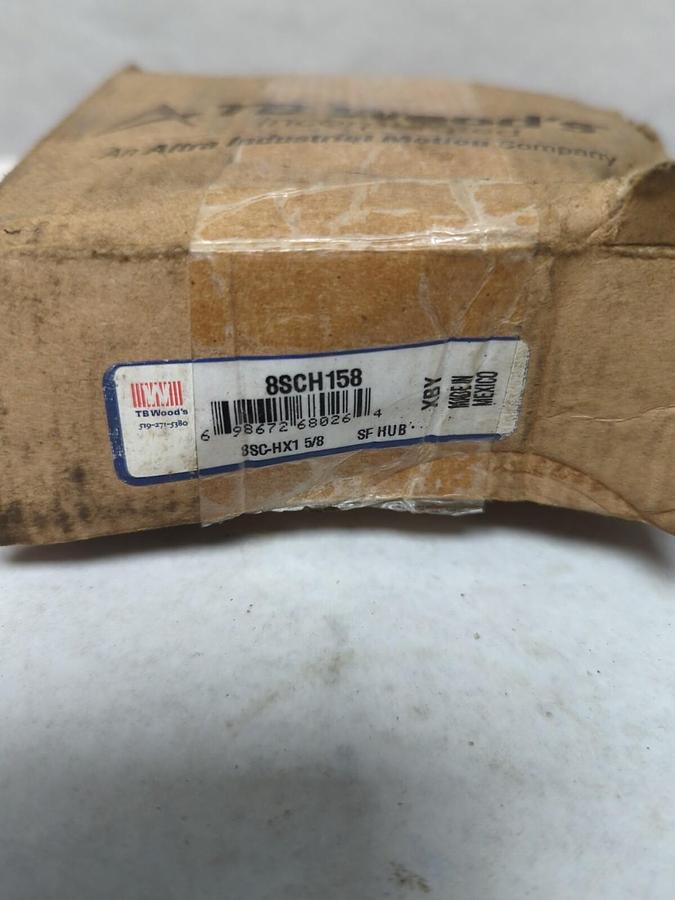 TB Wood's
Incorporated
An Altra Industrial Motion Company
8SCH158
TB Wood's
519-271-5380
6 98672 68026 4
8SC-HX1 5/8 SF HUB
XBY
MADE IN
MEXICO